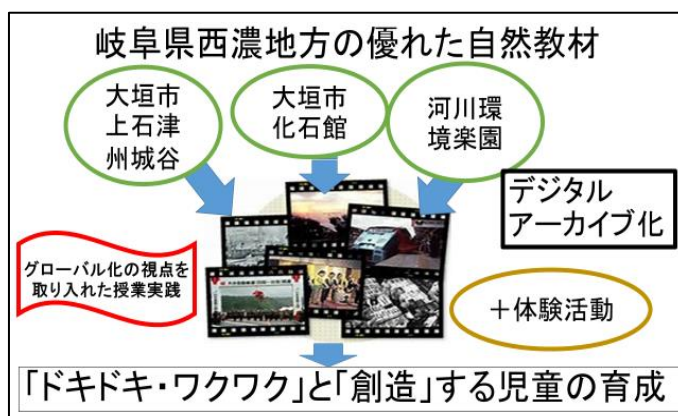 岐阜県西濃地方の優れた自然教材
大垣市
上石津
州城谷
大垣市
化石館
河川環
境楽園
デジタル
アーカイブ化
グローバル化の視点を
取り入れた授業実践
＋体験活動
「ドキドキ・ワクワク」と「創造」する児童の育成